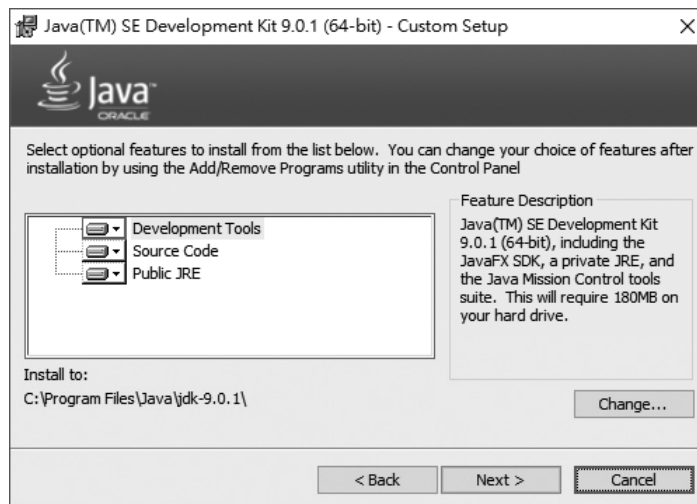 Java(TM) SE Development Kit 9.0.1 (64-bit) - Custom Setup
Java™
ORACLE
Select optional features to install from the list below.  You can change your choice of features after
installation by using the Add/Remove Programs utility in the Control Panel
Development Tools
Source Code
Public JRE
Feature Description
Java(TM) SE Development Kit
9.0.1 (64-bit), including the
JavaFX SDK, a private JRE, and
the Java Mission Control tools
suite.  This will require 180MB on
your hard drive.
Install to:
C:\Program Files\Java\jdk-9.0.1\
Change...
< Back
Next >
Cancel